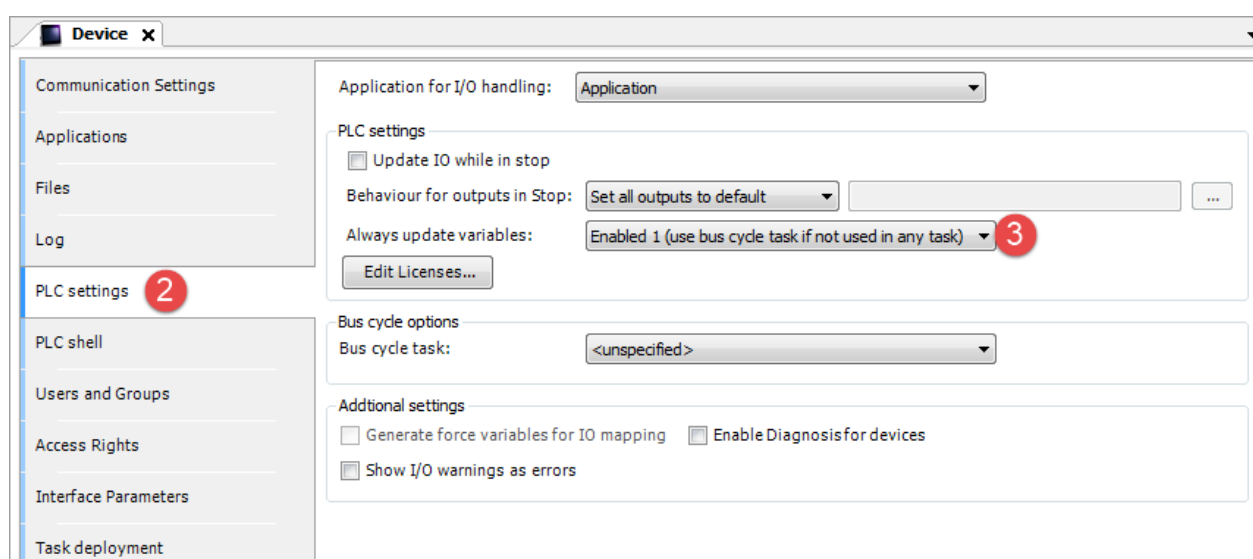 Device
Communication Settings
Applications
Files
Log
PLC settings 2
PLC shell
Users and Groups
Access Rights
Interface Parameters
Task deployment
Application for I/O handling: Application
PLC settings
Update IO while in stop
Behaviour for outputs in Stop: Set all outputs to default ...
Always update variables: Enabled 1 (use bus cycle task if not used in any task) 3
Edit Licenses...
Bus cycle options
Bus cycle task: <unspecified>
Addtional settings
Generate force variables for IO mapping Enable Diagnosis for devices
Show I/O warnings as errors